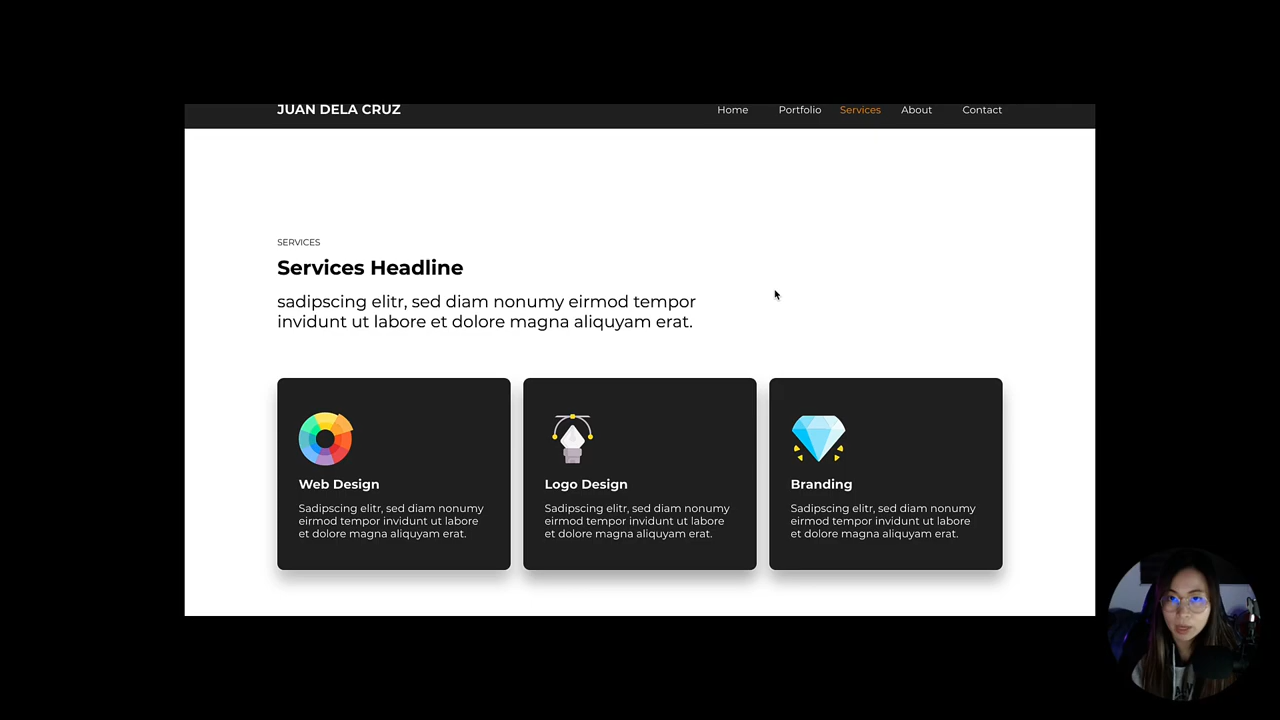 JUAN DELA CRUZ
Home Portfolio Services About Contact
SERVICES
Services Headline
sadipscing elitr, sed diam nonumy eirmod tempor
invidunt ut labore et dolore magna aliquyam erat.
Web Design
Sadipscing elitr, sed diam nonumy
eirmod tempor invidunt ut labore
et dolore magna aliquyam erat.
Logo Design
Sadipscing elitr, sed diam nonumy
eirmod tempor invidunt ut labore
et dolore magna aliquyam erat.
Branding
Sadipscing elitr, sed diam nonumy
eirmod tempor invidunt ut labore
et dolore magna aliquyam erat.